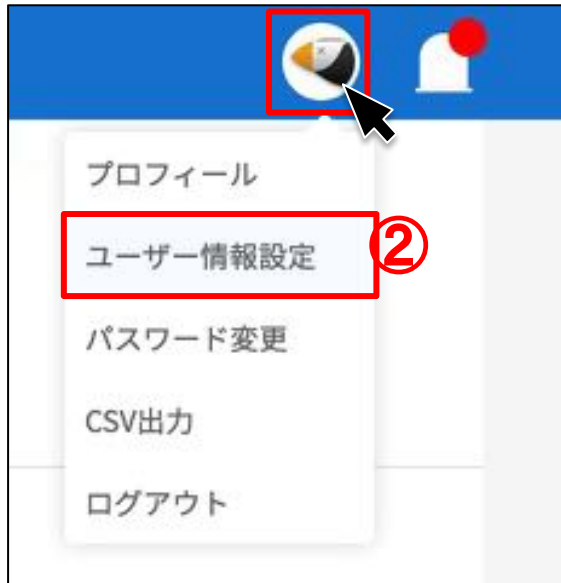 プロフィール
ユーザー情報設定 ②
パスワード変更
CSV出力
ログアウト